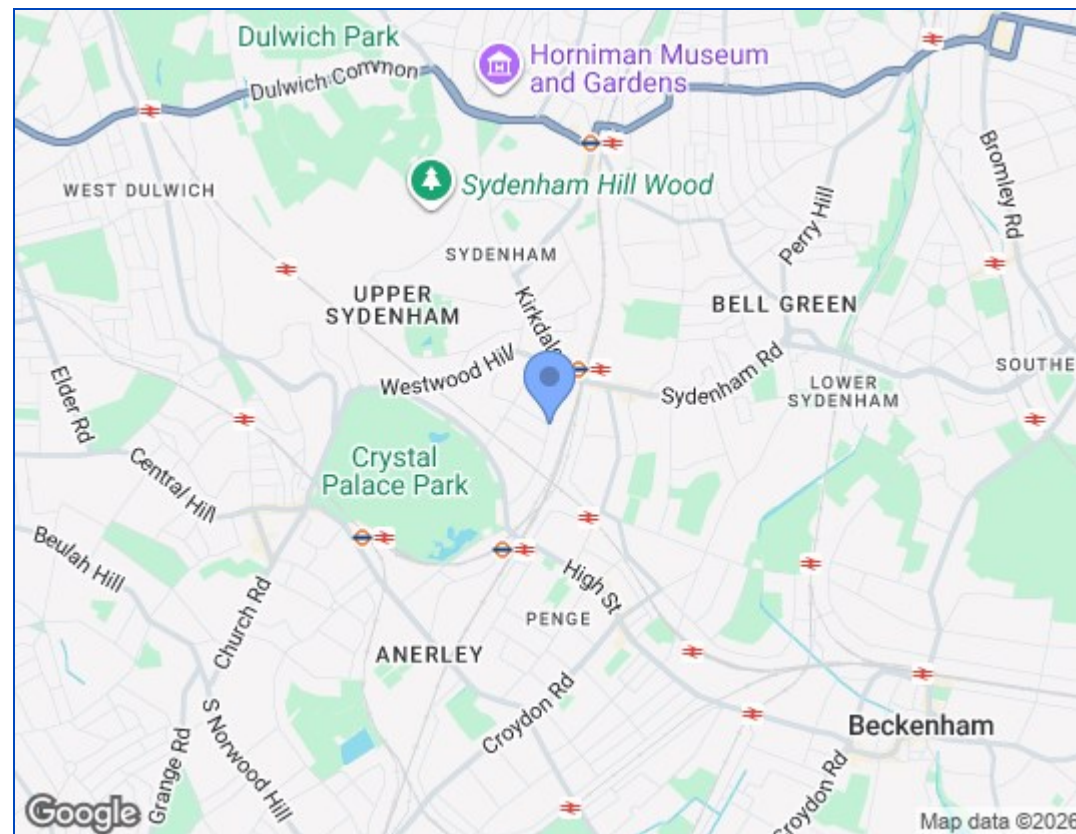 Dulwich Park
Dulwich Common
Horniman Museum
and Gardens
Sydenham Hill Wood
WEST DULWICH
Bromley Rd
Perry Hill
SYDENHAM
UPPER
SYDENHAM
Kirkdale
BELL GREEN
Westwood Hill
Sydenham Rd
SOUTHE
LOWER
SYDENHAM
Elder Rd
Crystal
Palace Park
Central Hill
Beulah Hill
High St
Church Rd
PENGE
ANERLEY
S Norwood Hill
Croydon Rd
Grange Rd
Beckenham
Croydon Rd
Google
Map data ©2026